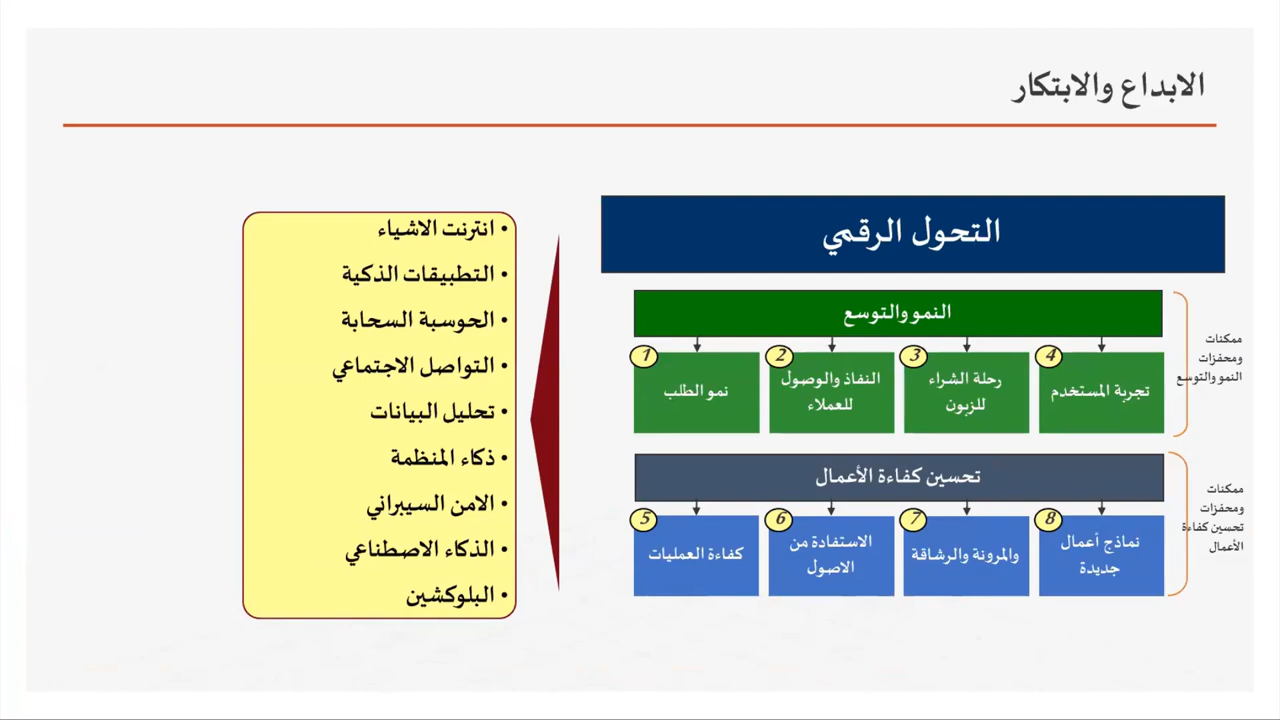 الابداع والابتكار
التحول الرقمي
النمو والتوسع
ممكنات
ومحفزات
النمو والتوسع
4
تجربة المستخدم
3
رحلة الشراء
للزبون
2
النفاذ والوصول
للعملاء
1
نمو الطلب
تحسين كفاءة الأعمال
ممكنات
ومحفزات
تحسين كفاءة
الأعمال
8
نماذج أعمال
جديدة
7
والمرونة والرشاقة
6
الاستفادة من
الاصول
5
كفاءة العمليات
• انترنت الاشياء
• التطبيقات الذكية
• الحوسبة السحابة
• التواصل الاجتماعي
• تحليل البيانات
• ذكاء المنظمة
• الامن السيبراني
• الذكاء الاصطناعي
• البلوكشين